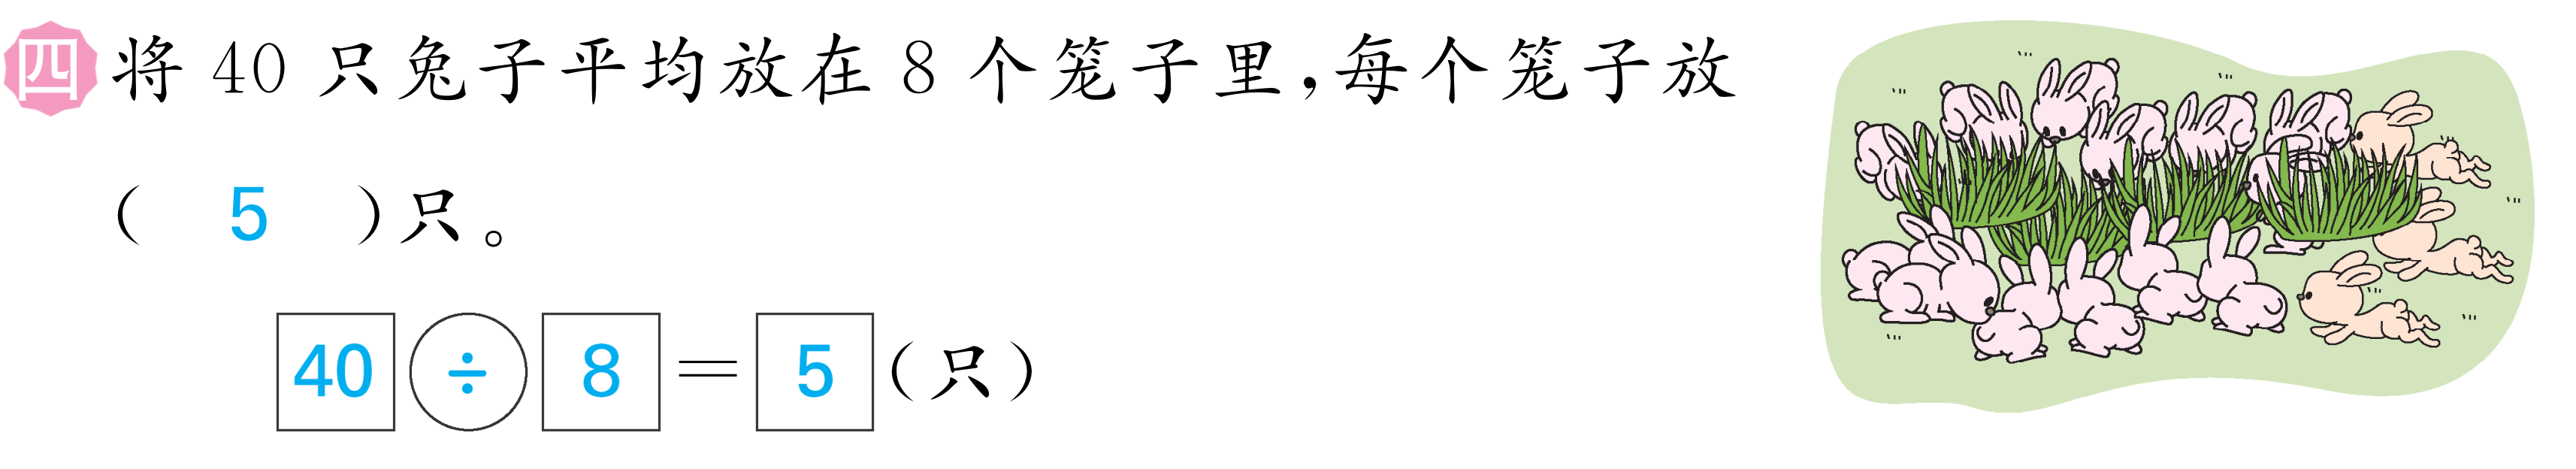 四 将 40 只兔子平均放在 8 个笼子里,每个笼子放
( 5 )只。
40 ÷ 8 = 5 (只)